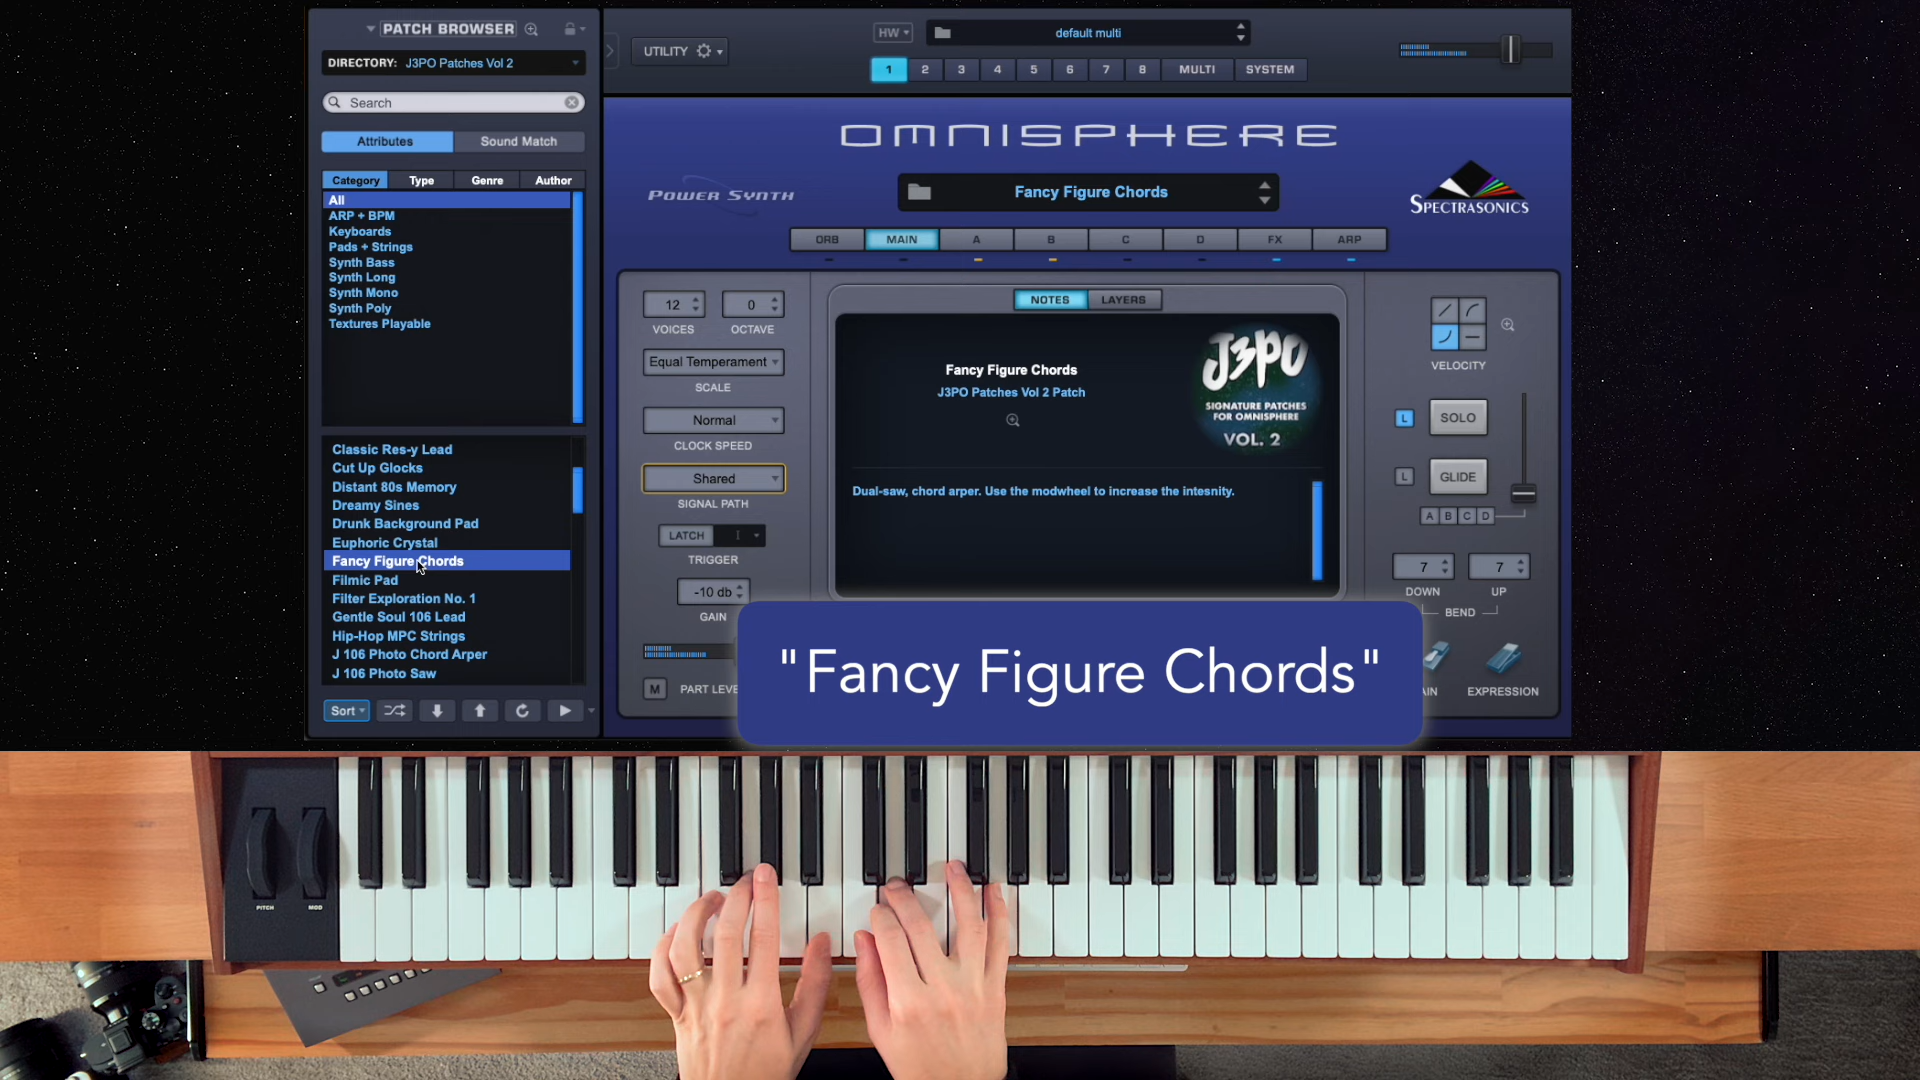 PATCH BROWSER
DIRECTORY: J3PO Patches Vol 2
Search
Attributes
Sound Match
Category
Type
Genre
Author
All
ARP + BPM
Keyboards
Pads + Strings
Synth Bass
Synth Long
Synth Mono
Synth Poly
Textures Playable
Classic Res-y Lead
Cut Up Glocks
Distant 80s Memory
Dreamy Sines
Drunk Background Pad
Euphoric Crystal
Fancy Figure Chords
Filmic Pad
Filter Exploration No. 1
Gentle Soul 106 Lead
Hip-Hop MPC Strings
J 106 Photo Chord Arper
J 106 Photo Saw
Sort
UTILITY
HW
default multi
1 2 3 4 5 6 7 8 MULTI SYSTEM
OMNISPHERE
POWER SYNTH
Fancy Figure Chords
SPECTRASONICS
ORB MAIN A B C D FX ARP
12
VOICES
0
OCTAVE
Equal Temperament
SCALE
Normal
CLOCK SPEED
Shared
SIGNAL PATH
LATCH
TRIGGER
-10 db
GAIN
M
PART LEVE
NOTES LAYERS
Fancy Figure Chords
J3PO Patches Vol 2 Patch
J3PO
SIGNATURE PATCHES
FOR OMNISPHERE
VOL. 2
Dual-saw, chord arper. Use the modwheel to increase the intesnity.
VELOCITY
L SOLO
L GLIDE
A B C D
7
DOWN
7
UP
BEND
AIN
EXPRESSION
"Fancy Figure Chords"
PITCH
MOD